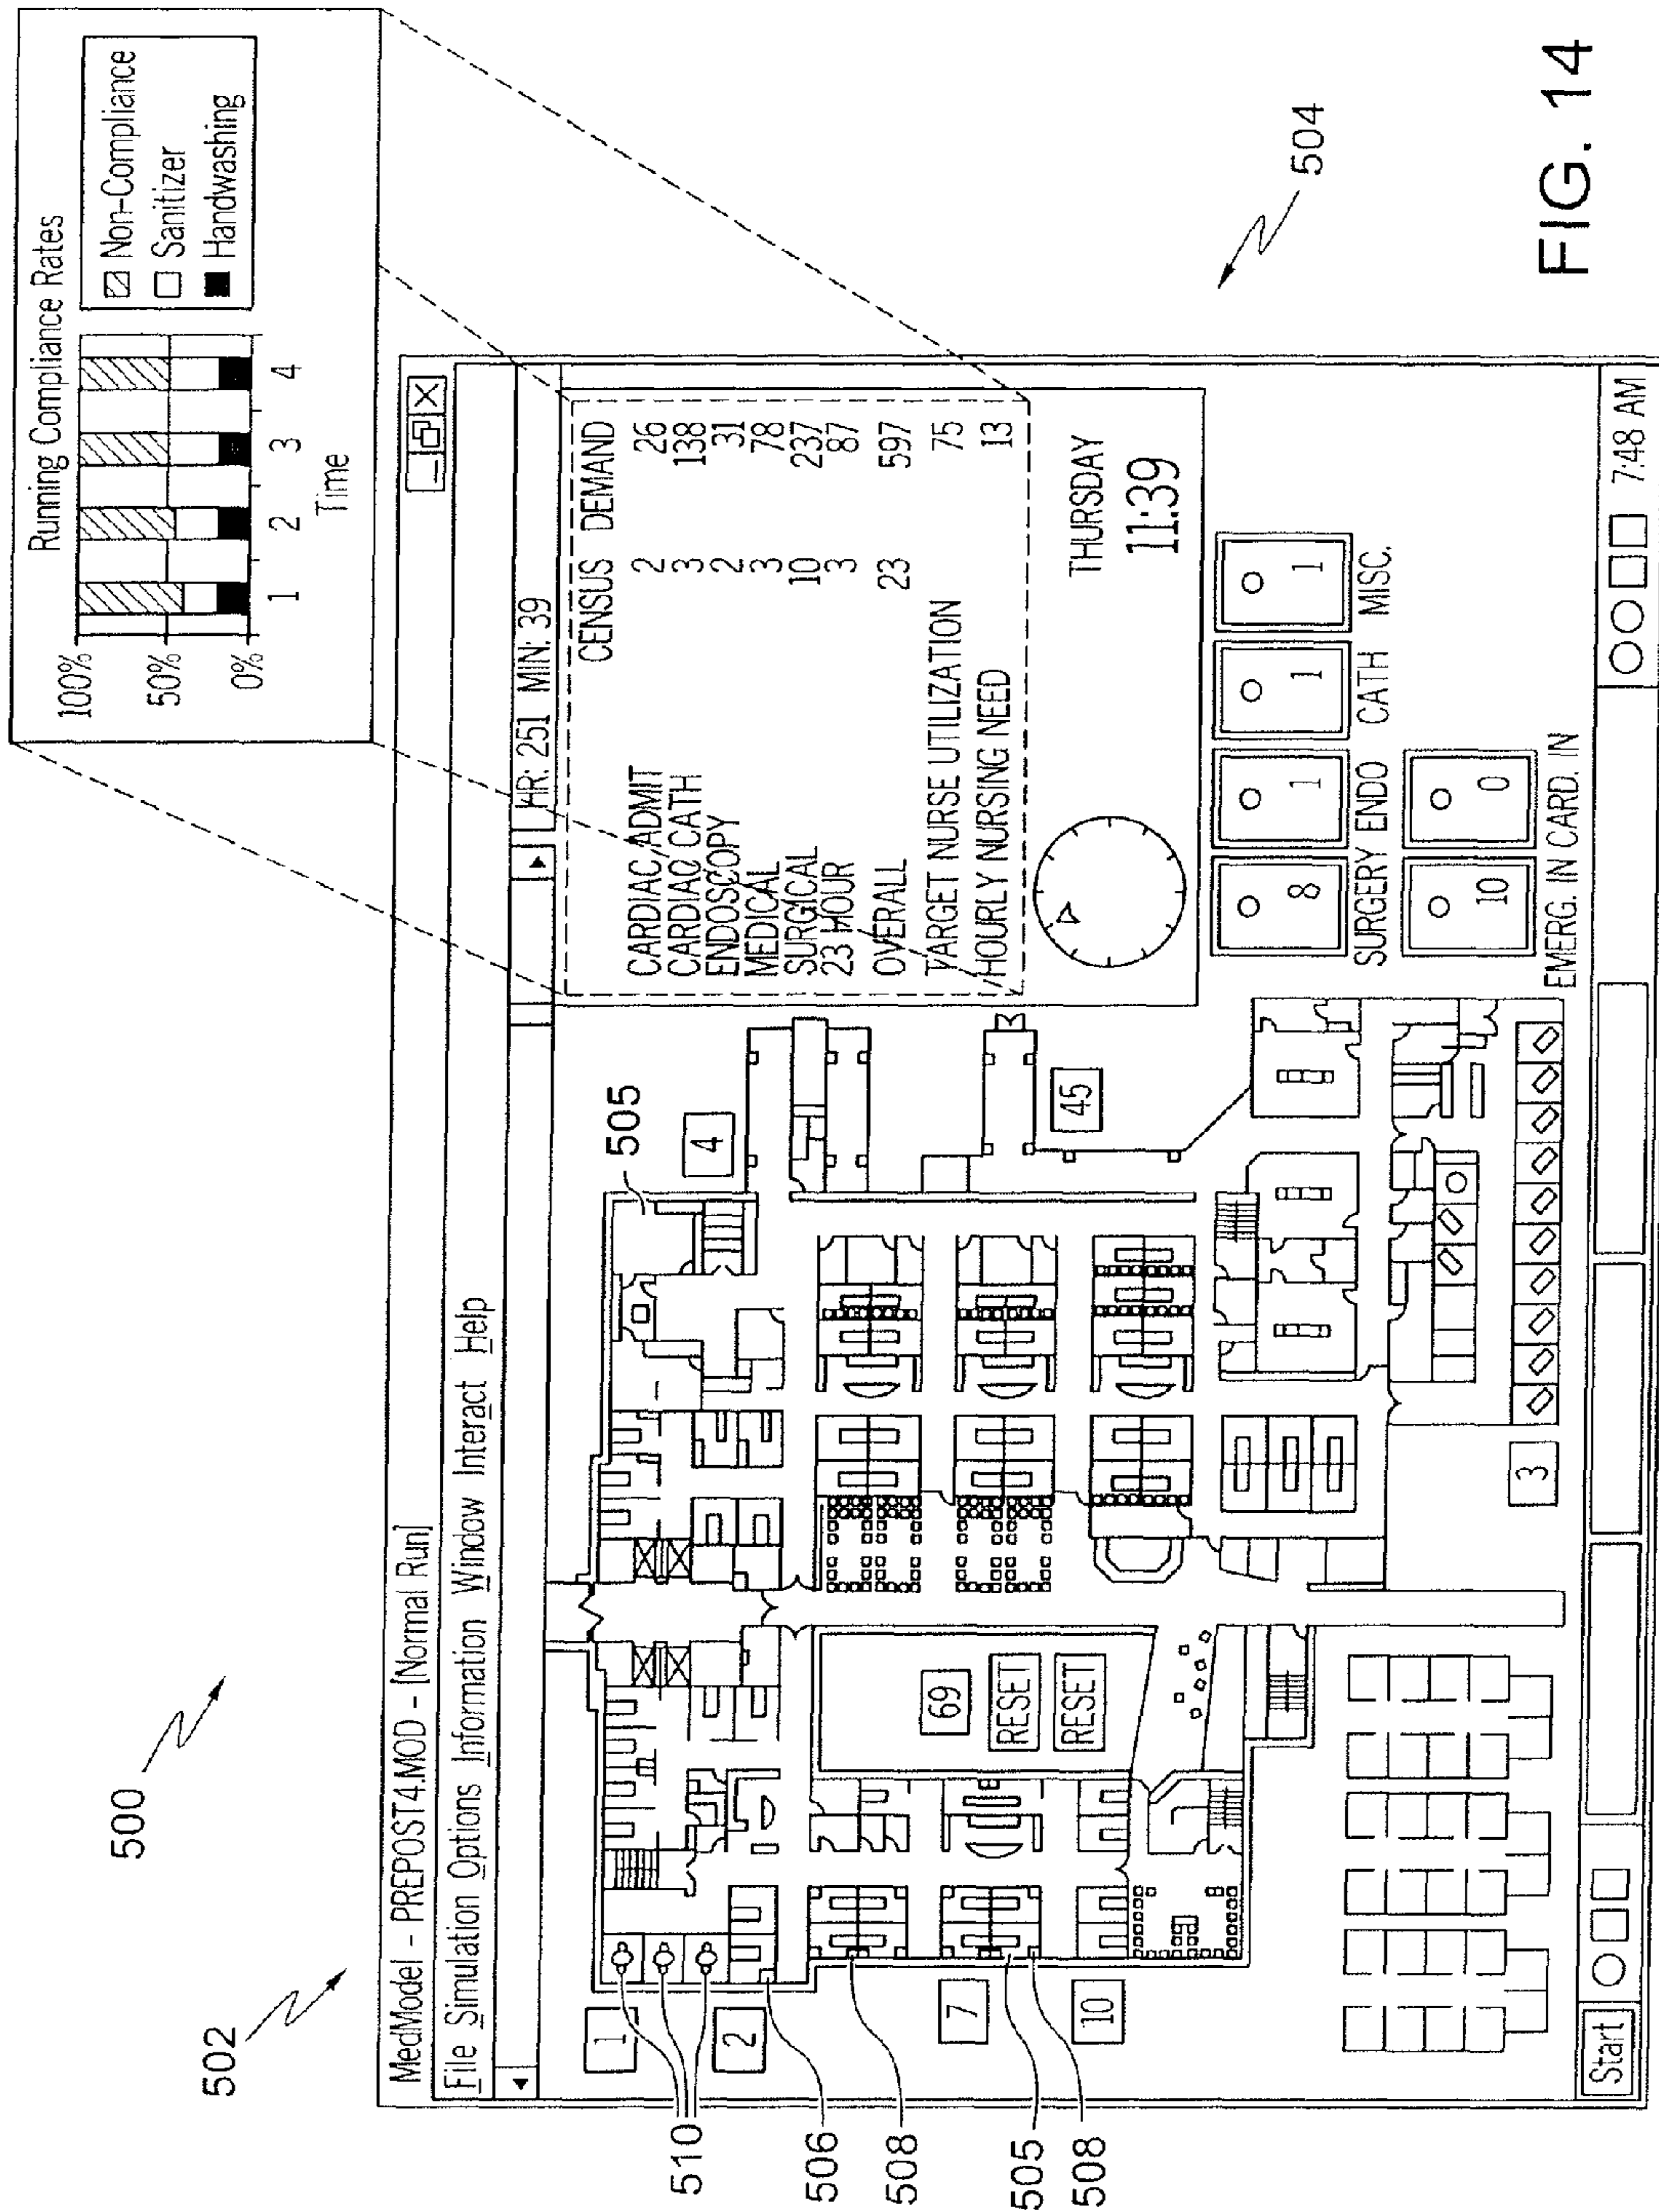 500
502
504
Running Compliance Rates
100%
50%
0%
1 2 3 4
Time
Non-Compliance
Sanitizer
Handwashing
MedModel - PREPOST4.MOD - [Normal Run]
File Simulation Options Information Window Interact Help
HR: 251 MIN: 39
CENSUS DEMAND
CARDIAC ADMIT 2 26
CARDIAC CATH 3 138
ENDOSCOPY 2 31
MEDICAL 3 78
SURGICAL 10 237
23 HOUR 3 87
OVERALL 23 597
TARGET NURSE UTILIZATION 75
HOURLY NURSING NEED 13
THURSDAY
11:39
8 1 1 1
SURGERY ENDO CATH MISC.
10 0
EMERG. IN CARD. IN
505
4
45
1
2
7
10
69
RESET
RESET
3
510
506
508
505
508
Start
7:48 AM
FIG. 14